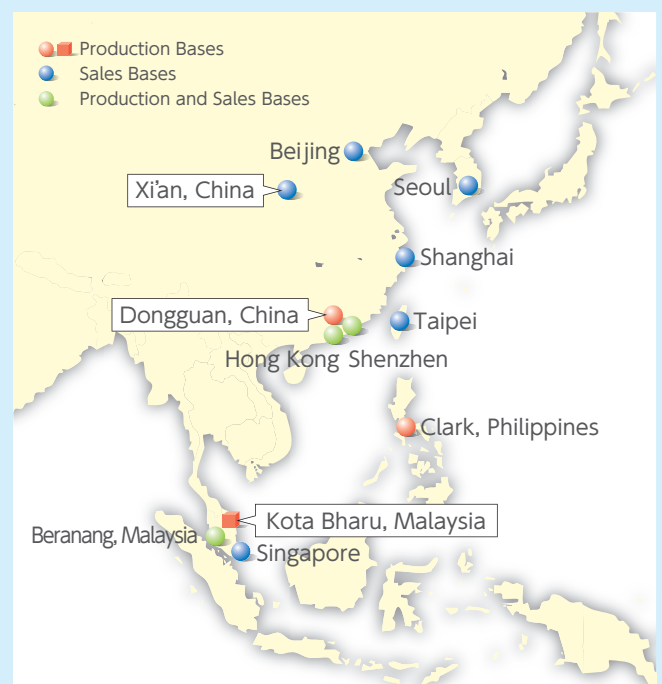 Production Bases
Sales Bases
Production and Sales Bases
Beijing
Xi'an, China
Seoul
Shanghai
Dongguan, China
Taipei
Hong Kong Shenzhen
Clark, Philippines
Kota Bharu, Malaysia
Beranang, Malaysia
Singapore